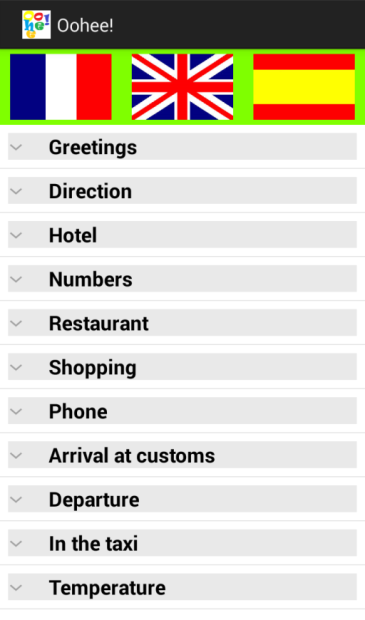 Oohee!
Greetings
Direction
Hotel
Numbers
Restaurant
Shopping
Phone
Arrival at customs
Departure
In the taxi
Temperature